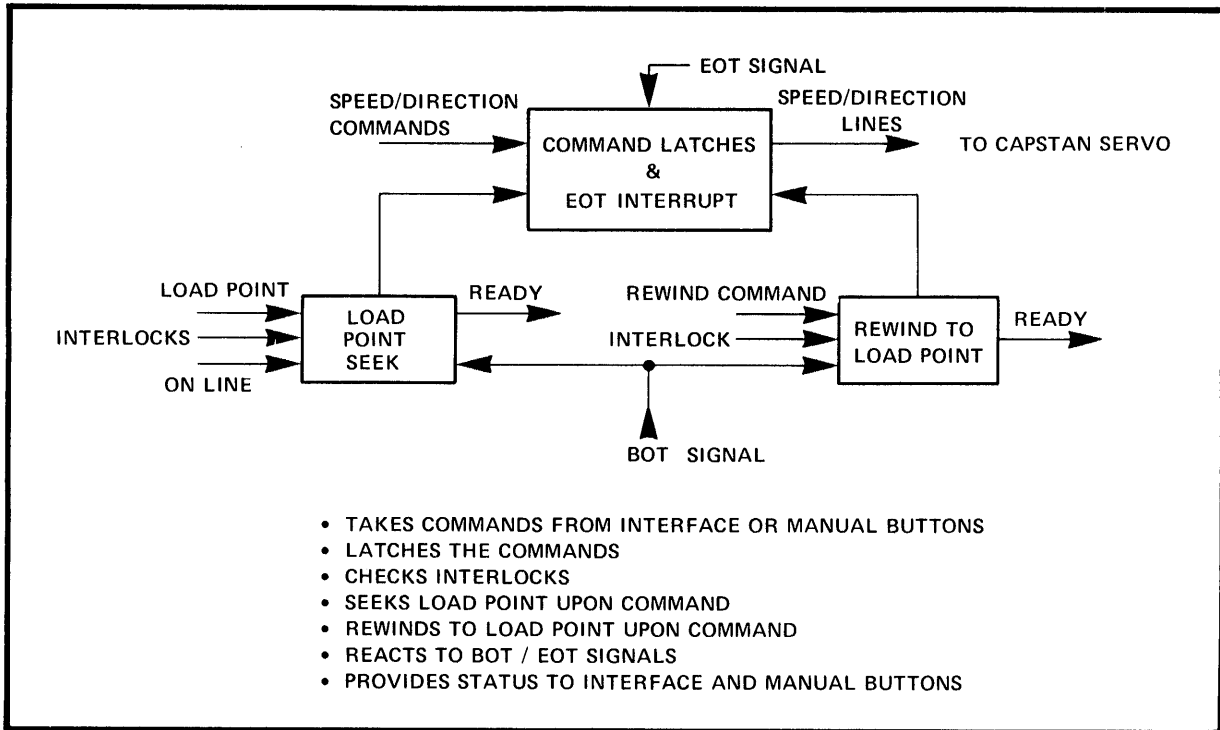 EOT SIGNAL
SPEED/DIRECTION
COMMANDS
SPEED/DIRECTION
LINES
TO CAPSTAN SERVO
COMMAND LATCHES
&
EOT INTERRUPT
LOAD POINT
INTERLOCKS
ON LINE
LOAD
POINT
SEEK
READY
REWIND COMMAND
INTERLOCK
REWIND TO
LOAD POINT
READY
BOT SIGNAL
• TAKES COMMANDS FROM INTERFACE OR MANUAL BUTTONS
• LATCHES THE COMMANDS
• CHECKS INTERLOCKS
• SEEKS LOAD POINT UPON COMMAND
• REWINDS TO LOAD POINT UPON COMMAND
• REACTS TO BOT / EOT SIGNALS
• PROVIDES STATUS TO INTERFACE AND MANUAL BUTTONS